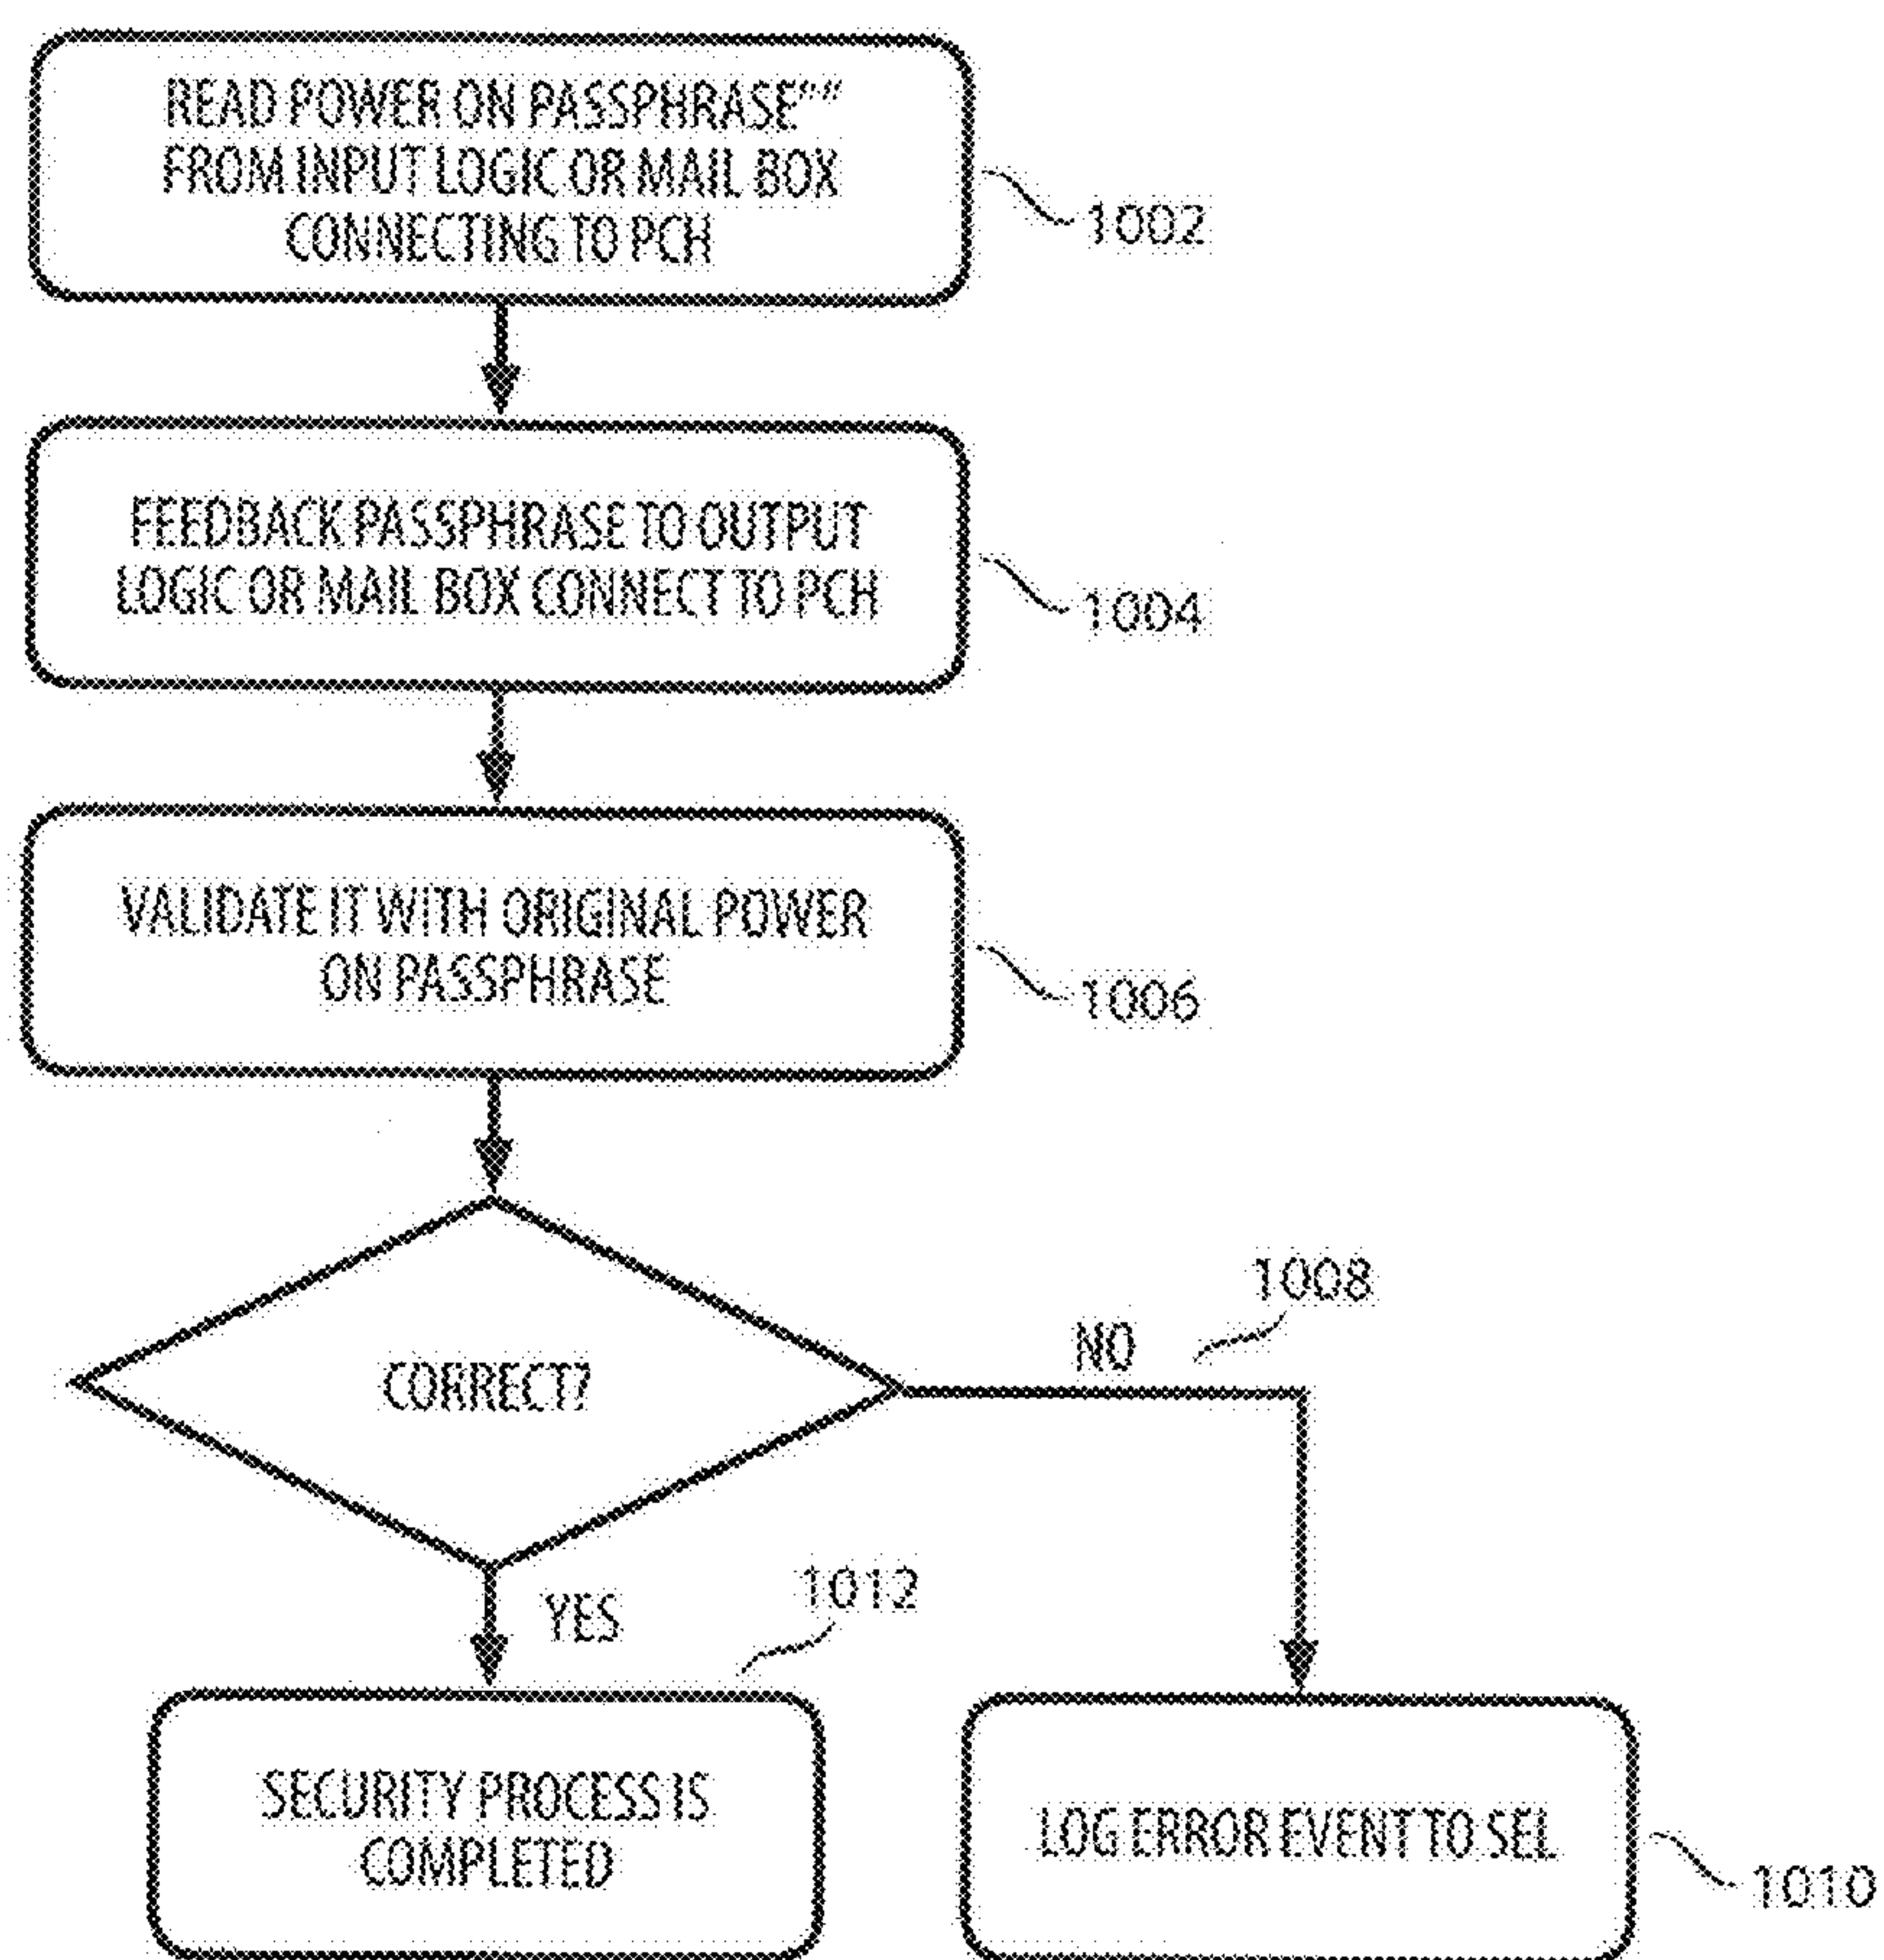 READ POWER ON PASSPHRASE""
FROM INPUT LOGIC OR MAIL BOX
CONNECTING TO PCH
1002
FEEDBACK PASSPHRASE TO OUTPUT
LOGIC OR MAIL BOX CONNECT TO PCH
1004
VALIDATE IT WITH ORIGINAL POWER
ON PASSPHRASE
1006
CORRECT?
NO
1008
YES
1012
SECURITY PROCESS IS
COMPLETED
LOG ERROR EVENT TO SEL
1010